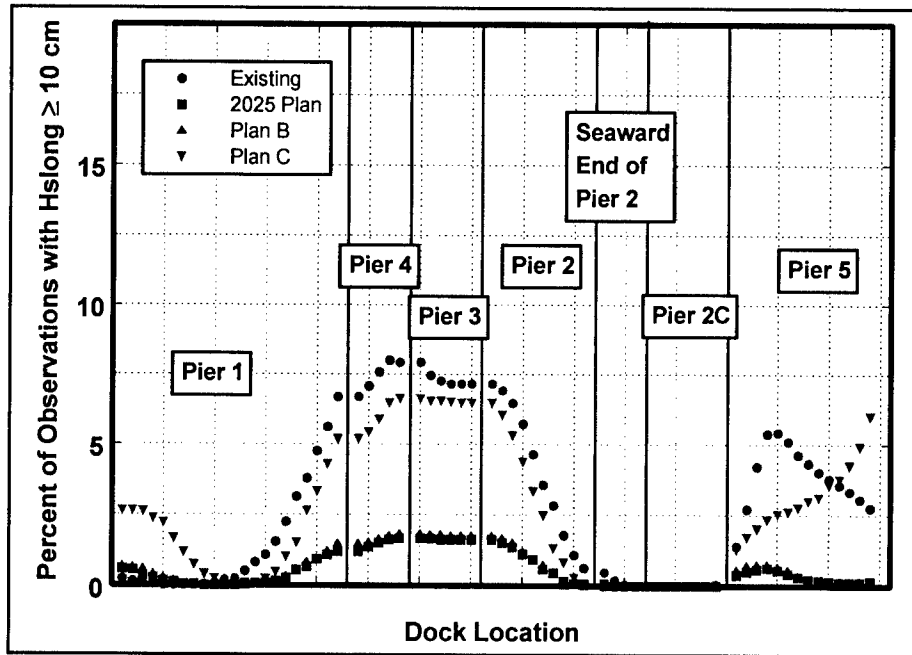 Percent of Observations with Hslong ≥ 10 cm
15
10
5
0
Existing
2025 Plan
Plan B
Plan C
Seaward
End of
Pier 2
Pier 4
Pier 2
Pier 5
Pier 3
Pier 2C
Pier 1
Dock Location